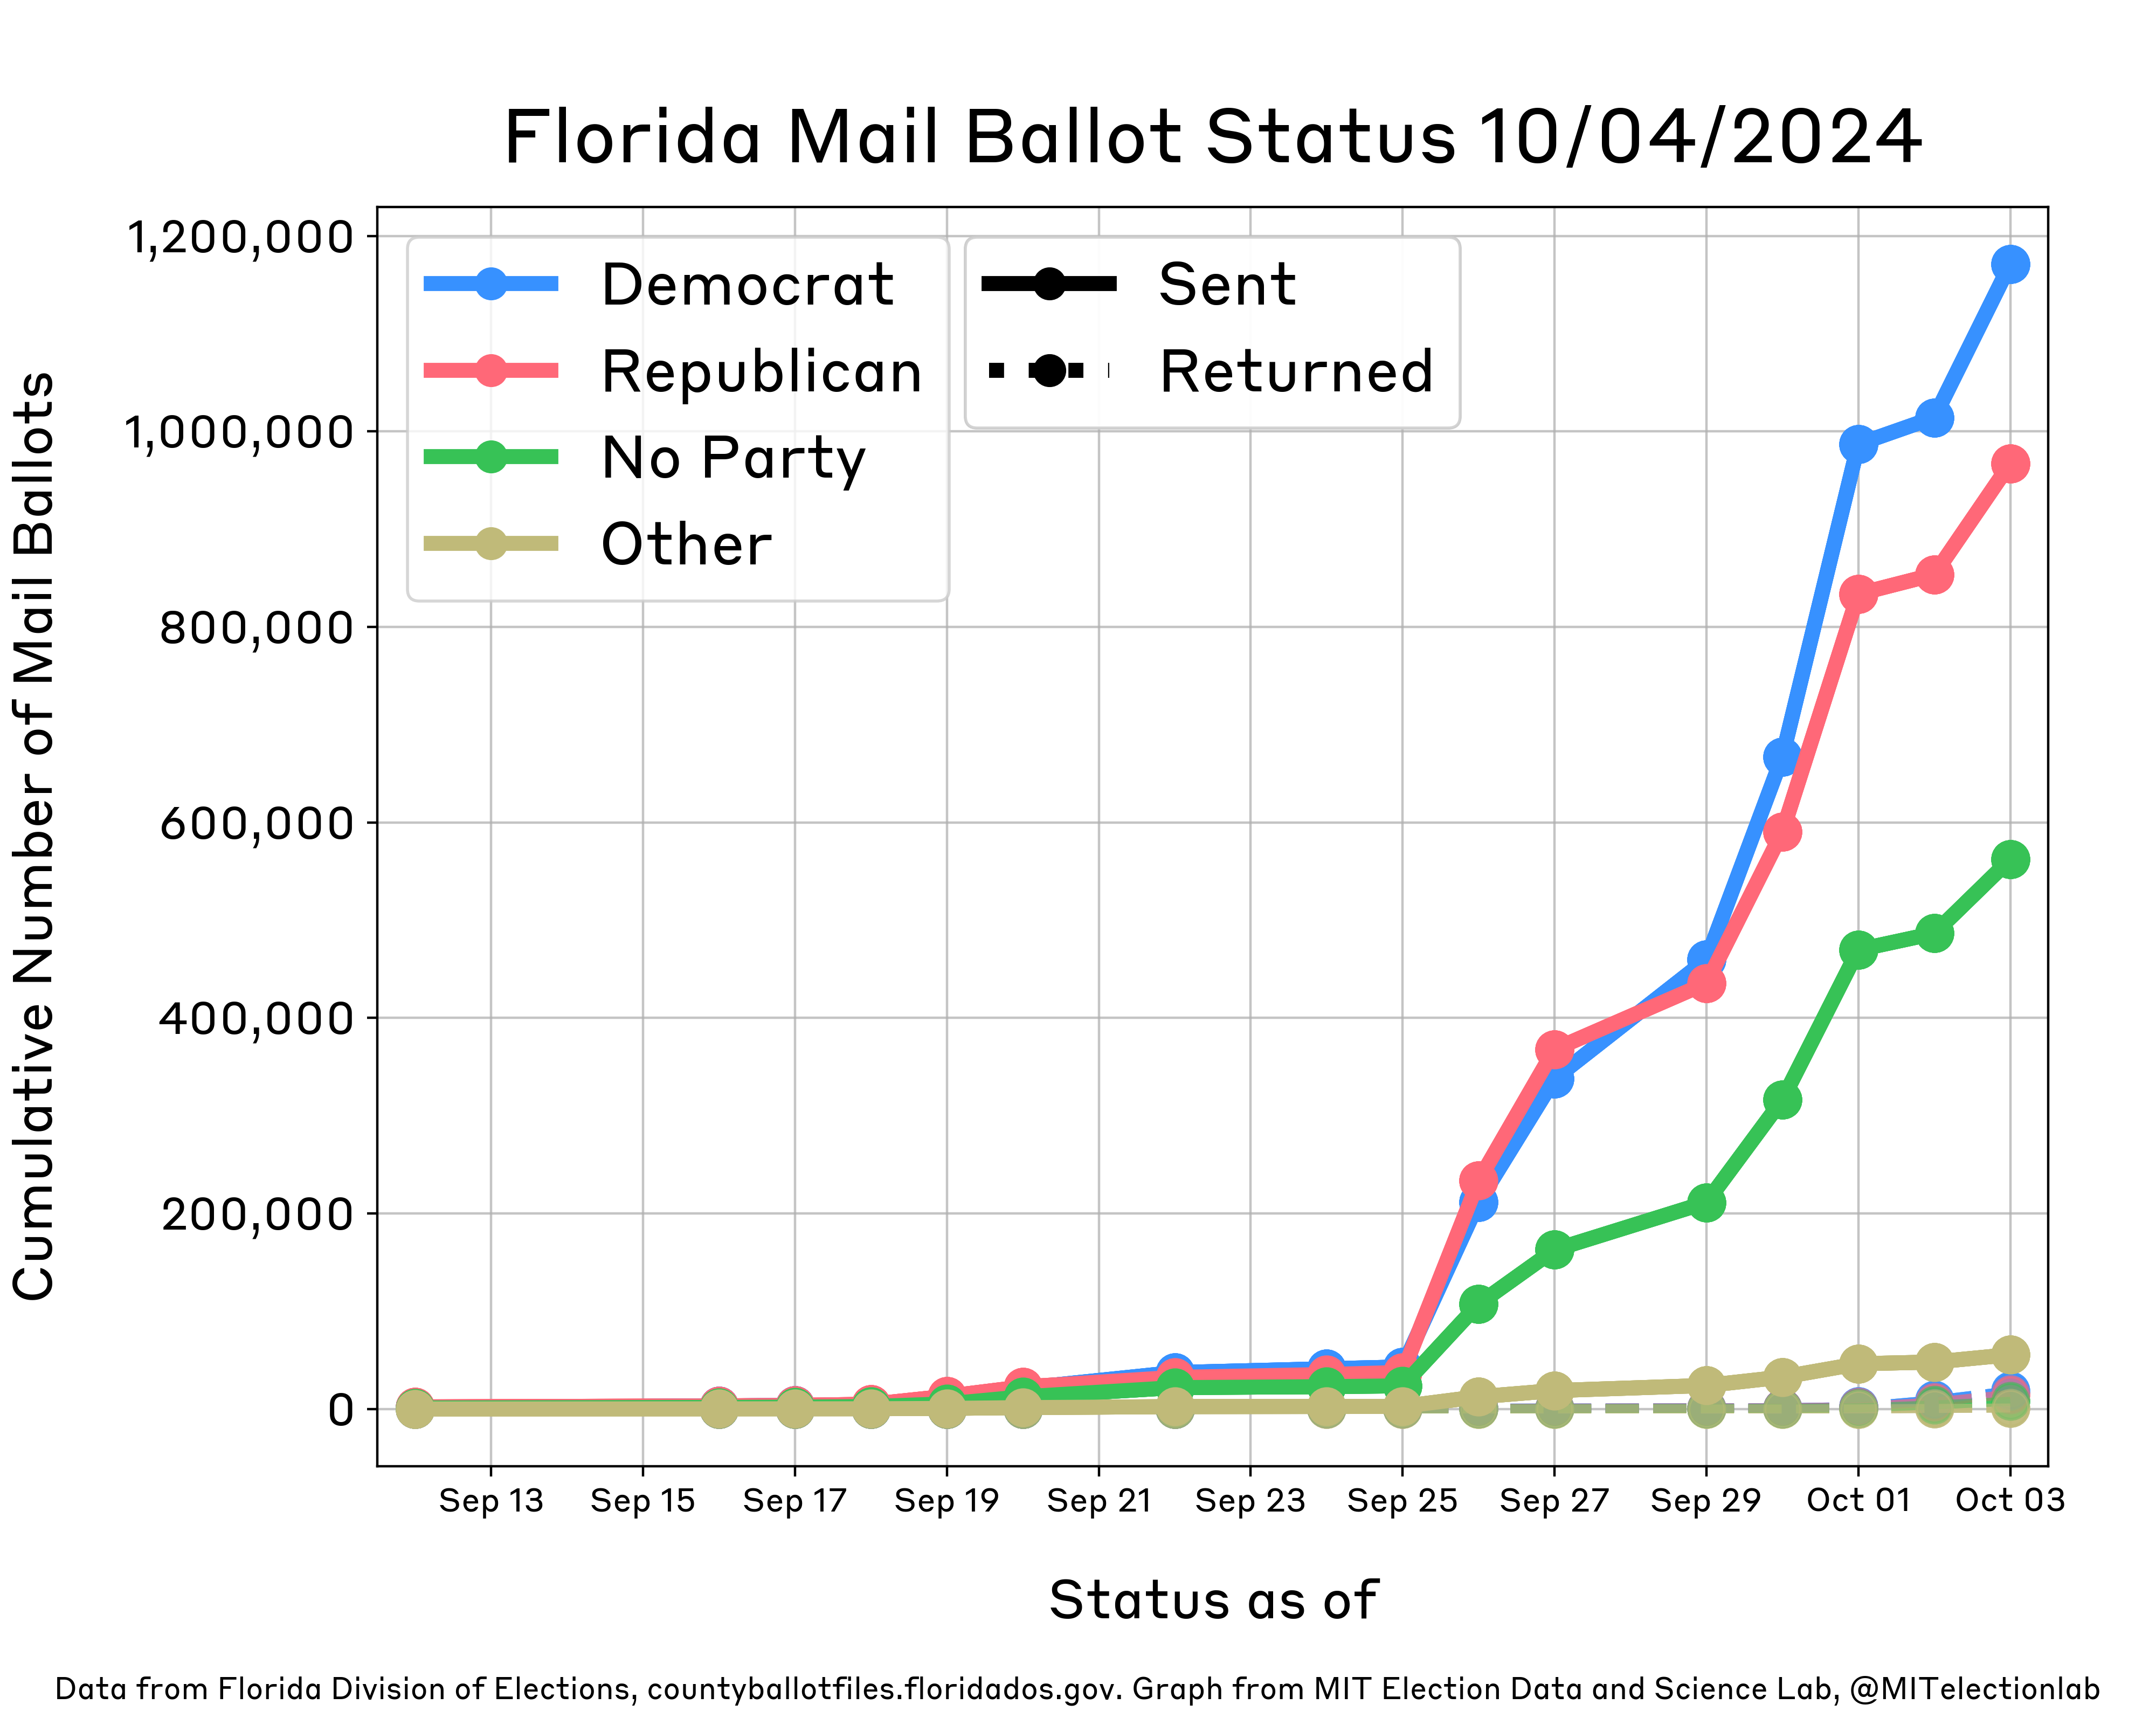 Florida Mail Ballot Status 10/04/2024
Cumulative Number of Mail Ballots
1,200,000
1,000,000
800,000
600,000
400,000
200,000
0
Democrat
Republican
No Party
Other
Sent
Returned
Sep 13
Sep 15
Sep 17
Sep 19
Sep 21
Sep 23
Sep 25
Sep 27
Sep 29
Oct 01
Oct 03
Status as of
Data from Florida Division of Elections, countyballotfiles.floridados.gov. Graph from MIT Election Data and Science Lab, @MITelectionlab